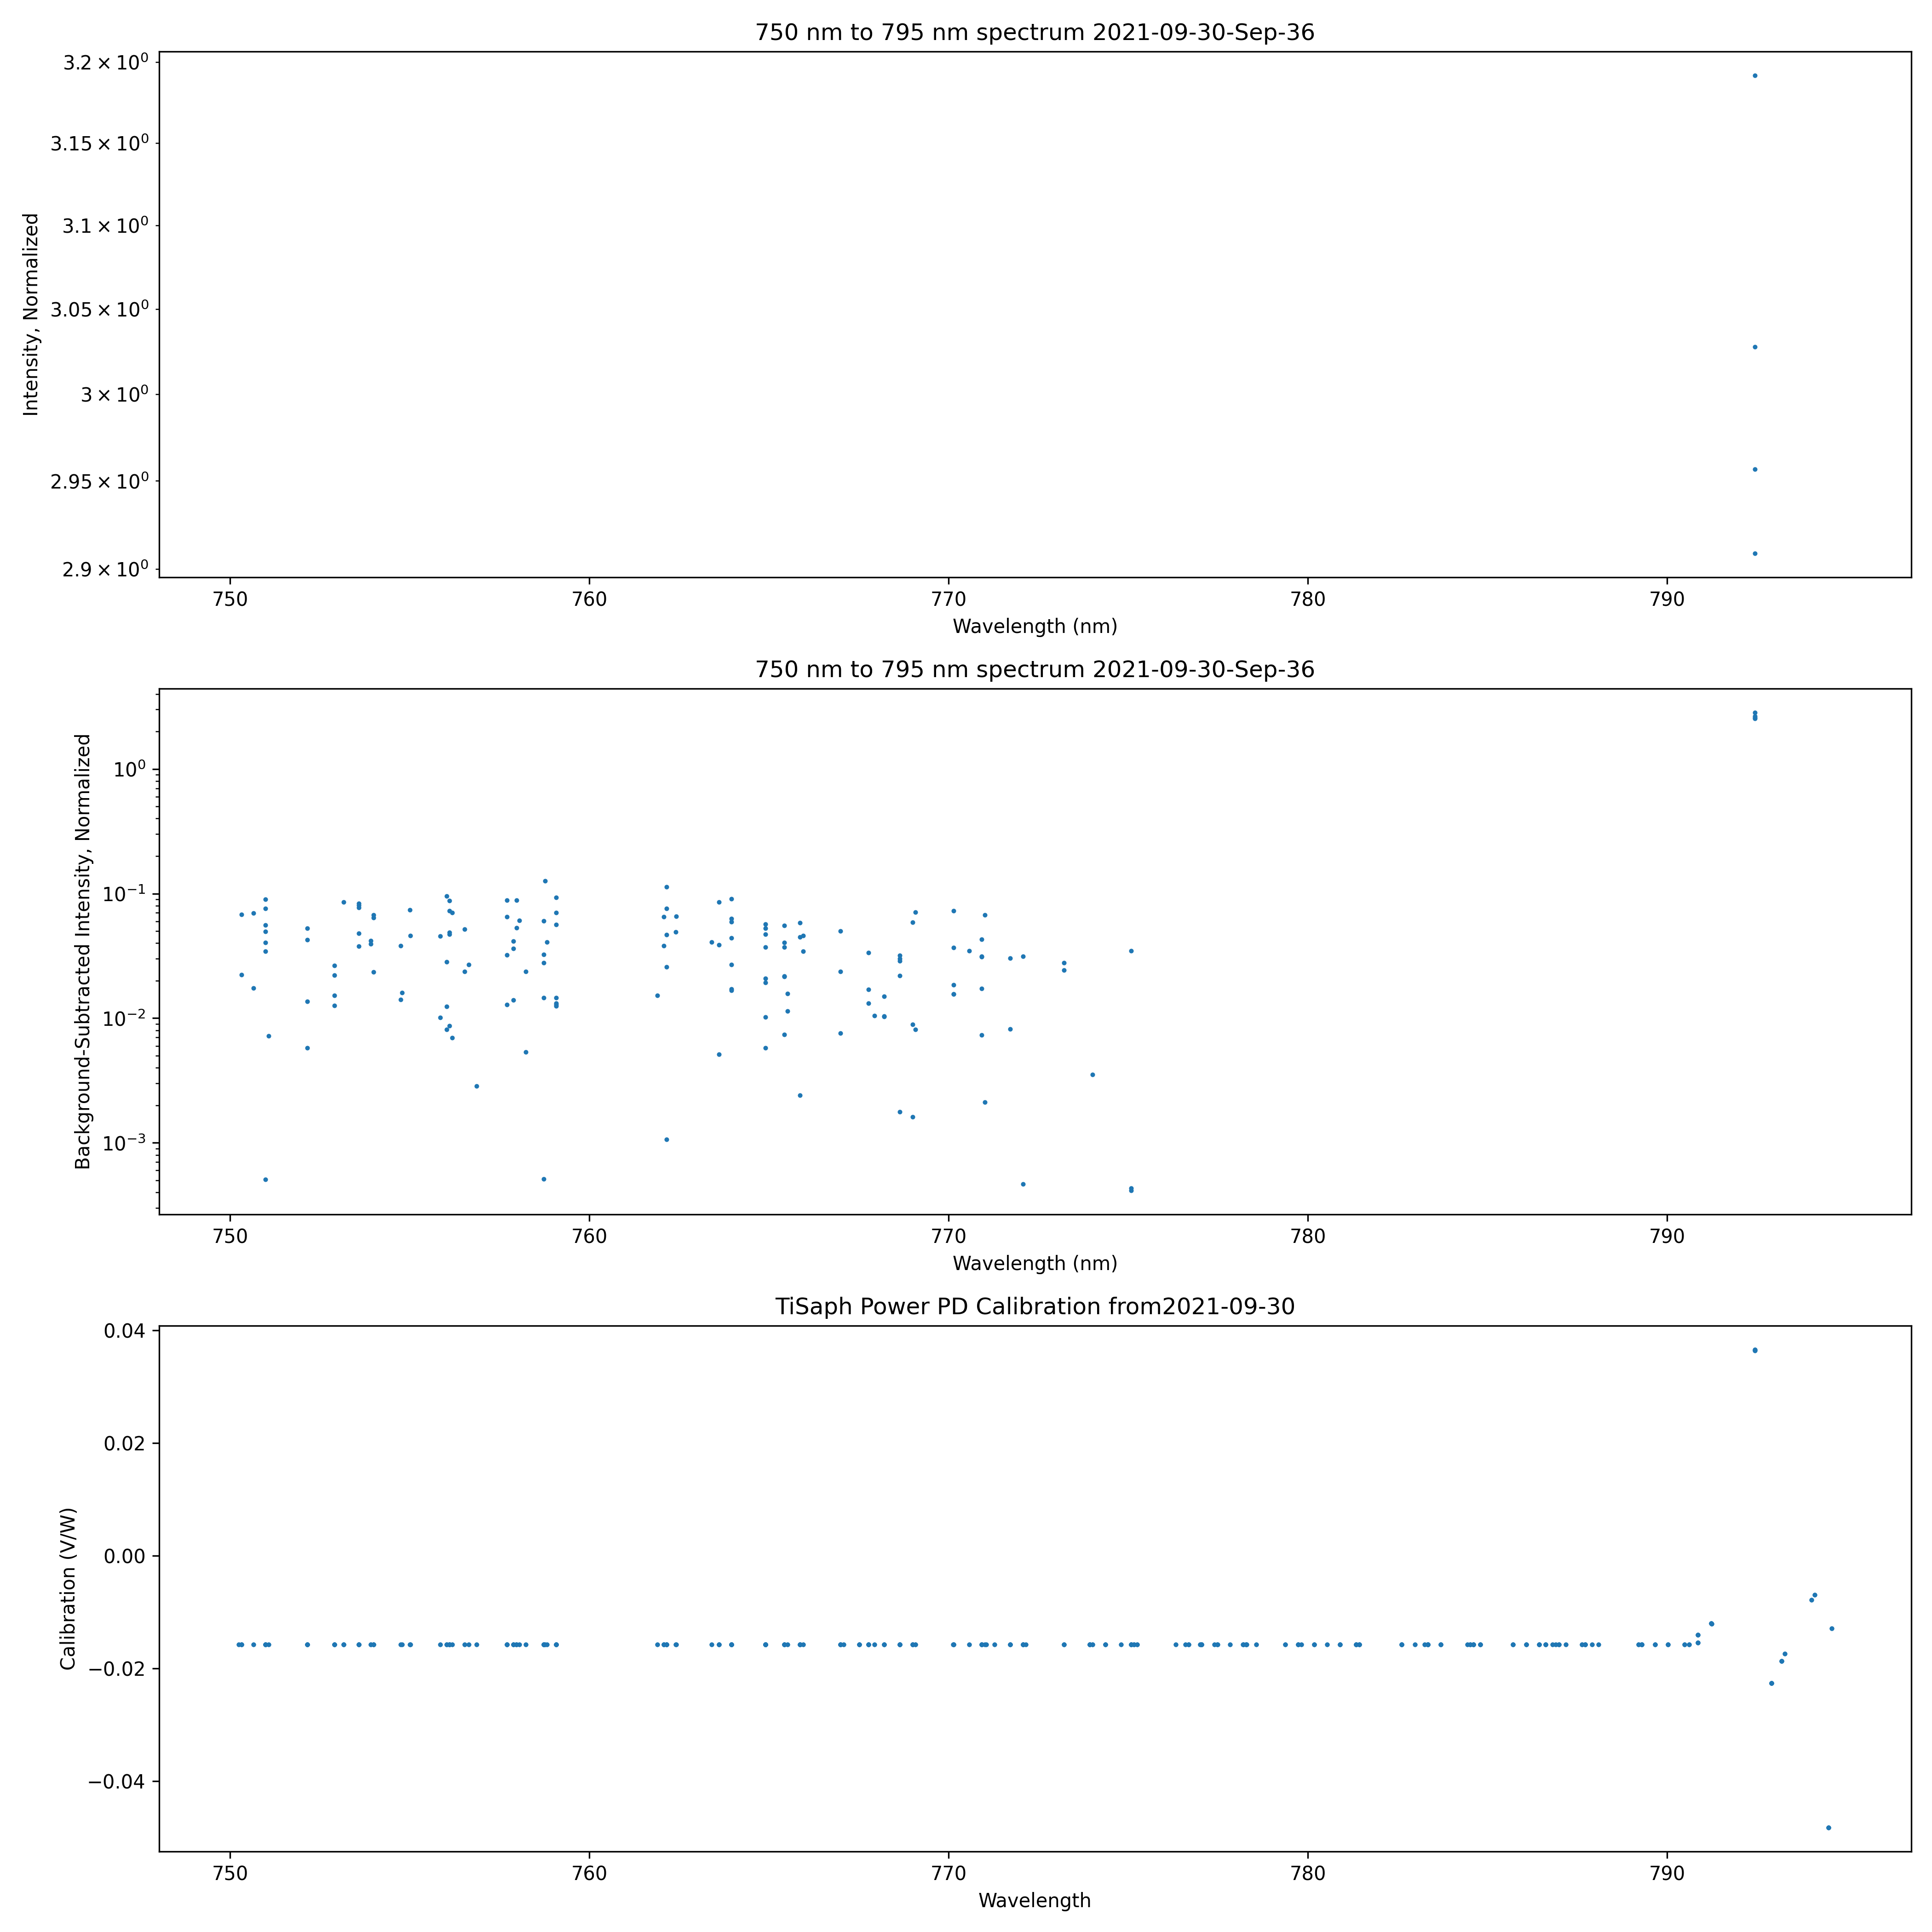 750 nm to 795 nm spectrum 2021-09-30-Sep-36
3.2 × 10⁰
3.15 × 10⁰
3.1 × 10⁰
3.05 × 10⁰
3 × 10⁰
2.95 × 10⁰
2.9 × 10⁰
Intensity, Normalized
750 760 770 780 790
Wavelength (nm)
750 nm to 795 nm spectrum 2021-09-30-Sep-36
10⁰
10⁻¹
10⁻²
10⁻³
Background-Subtracted Intensity, Normalized
750 760 770 780 790
Wavelength (nm)
TiSaph Power PD Calibration from2021-09-30
0.04
0.02
0.00
−0.02
−0.04
Calibration (V/W)
750 760 770 780 790
Wavelength